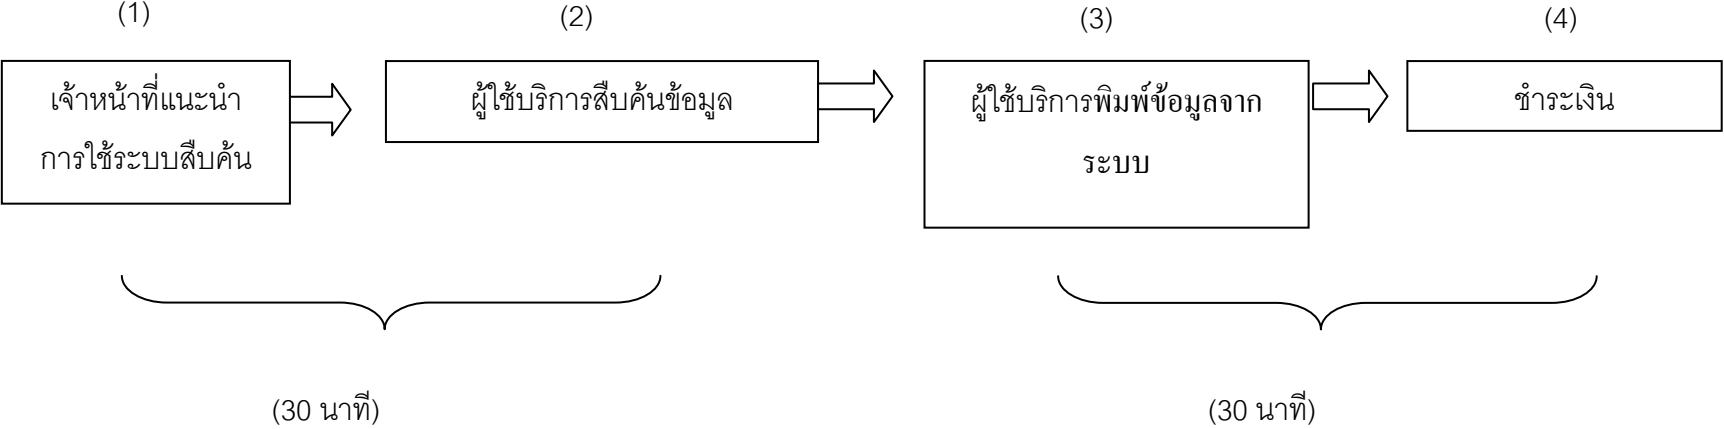 (1)
(2)
(3)
(4)
เจ้าหน้าที่แนะนำ
การใช้ระบบสืบค้น
ผู้ใช้บริการสืบค้นข้อมูล
ผู้ใช้บริการพิมพ์ข้อมูลจาก
ระบบ
ชำระเงิน
(30 นาที)
(30 นาที)